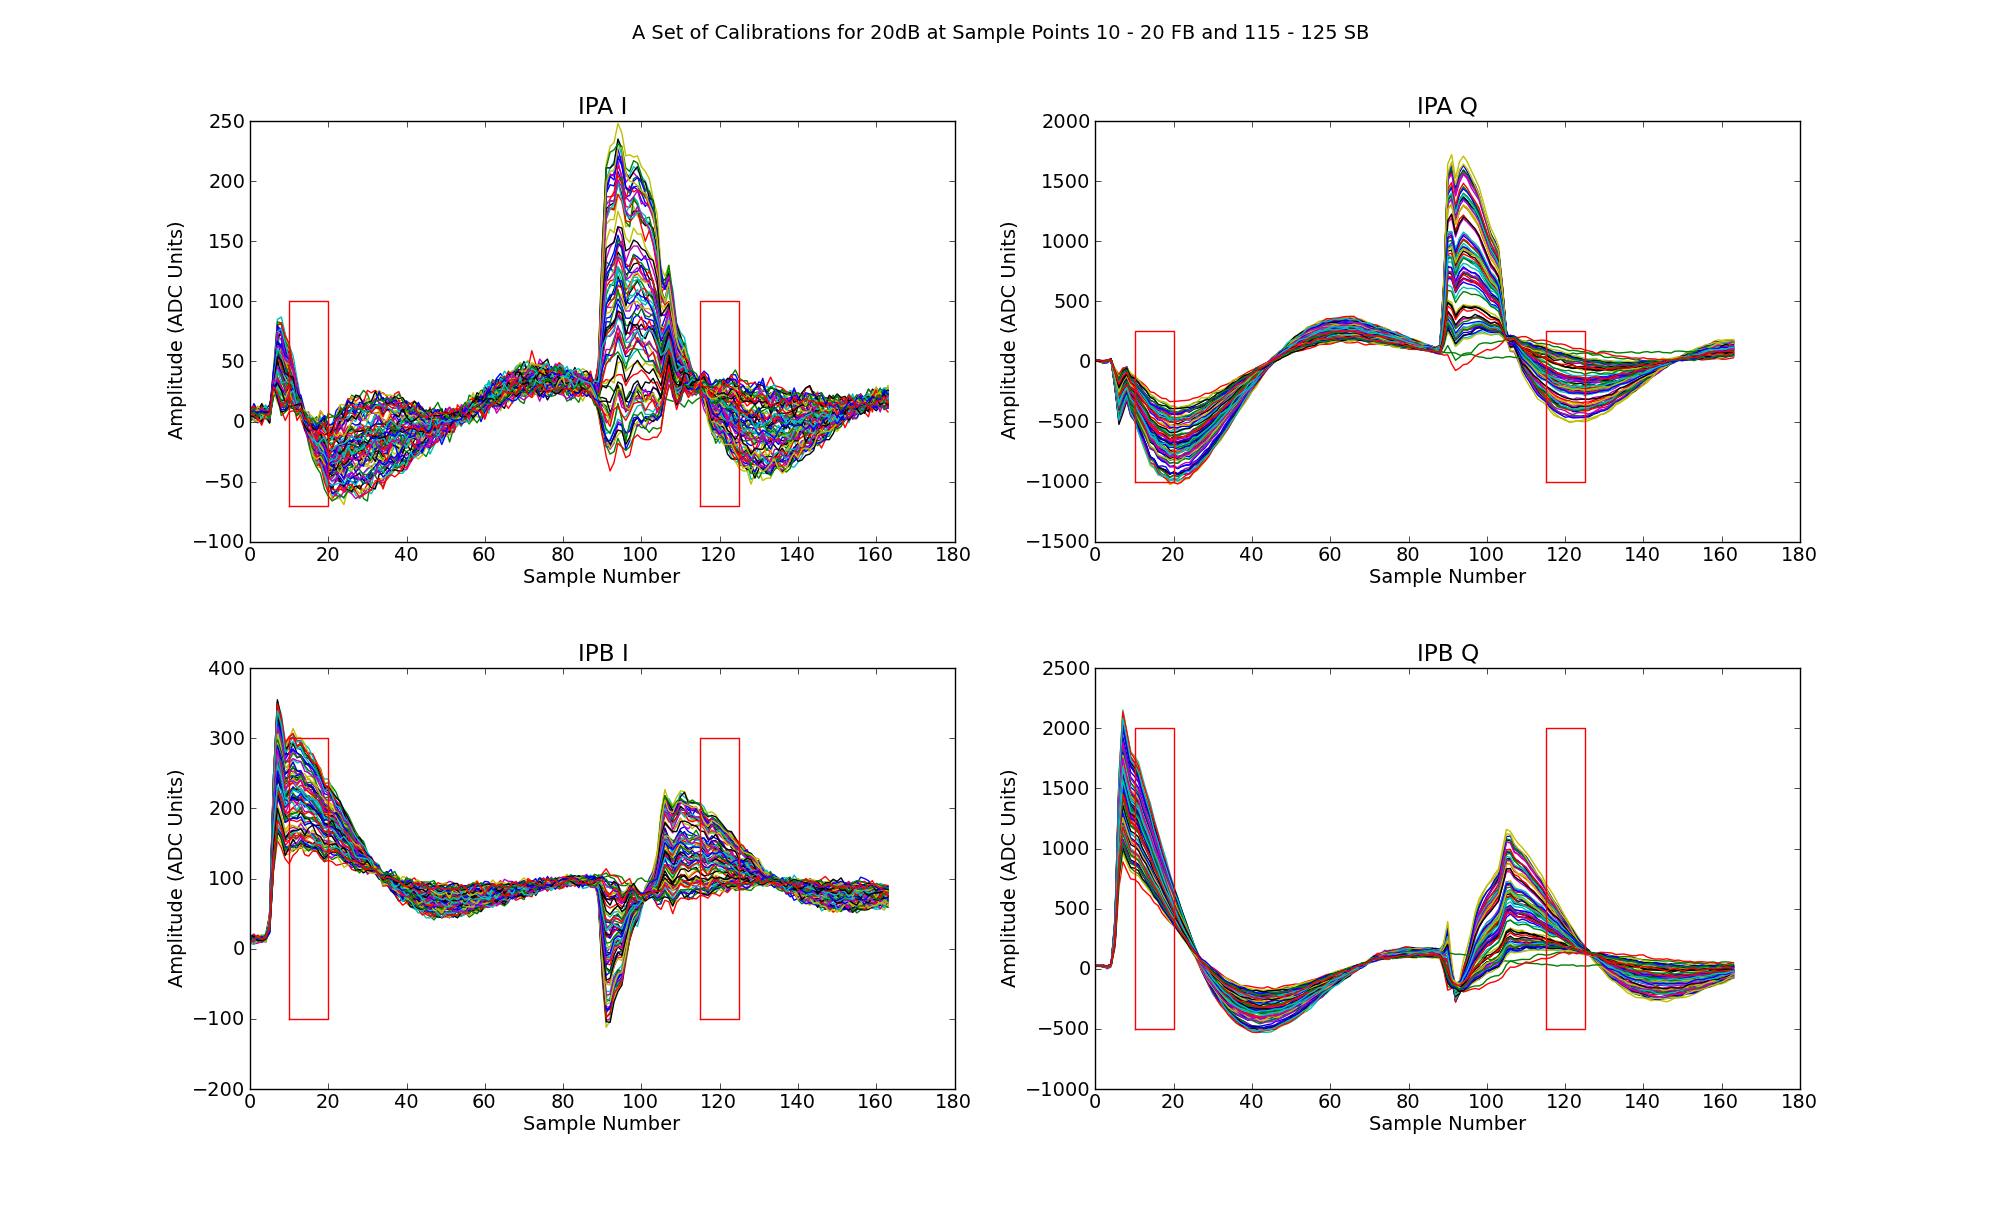 A Set of Calibrations for 20dB at Sample Points 10 - 20 FB and 115 - 125 SB
IPA I
250
200
150
100
50
0
−50
−100
Amplitude (ADC Units)
0 20 40 60 80 100 120 140 160 180
Sample Number
IPA Q
2000
1500
1000
500
0
−500
−1000
−1500
Amplitude (ADC Units)
0 20 40 60 80 100 120 140 160 180
Sample Number
IPB I
400
300
200
100
0
−100
−200
Amplitude (ADC Units)
0 20 40 60 80 100 120 140 160 180
Sample Number
IPB Q
2500
2000
1500
1000
500
0
−500
−1000
Amplitude (ADC Units)
0 20 40 60 80 100 120 140 160 180
Sample Number